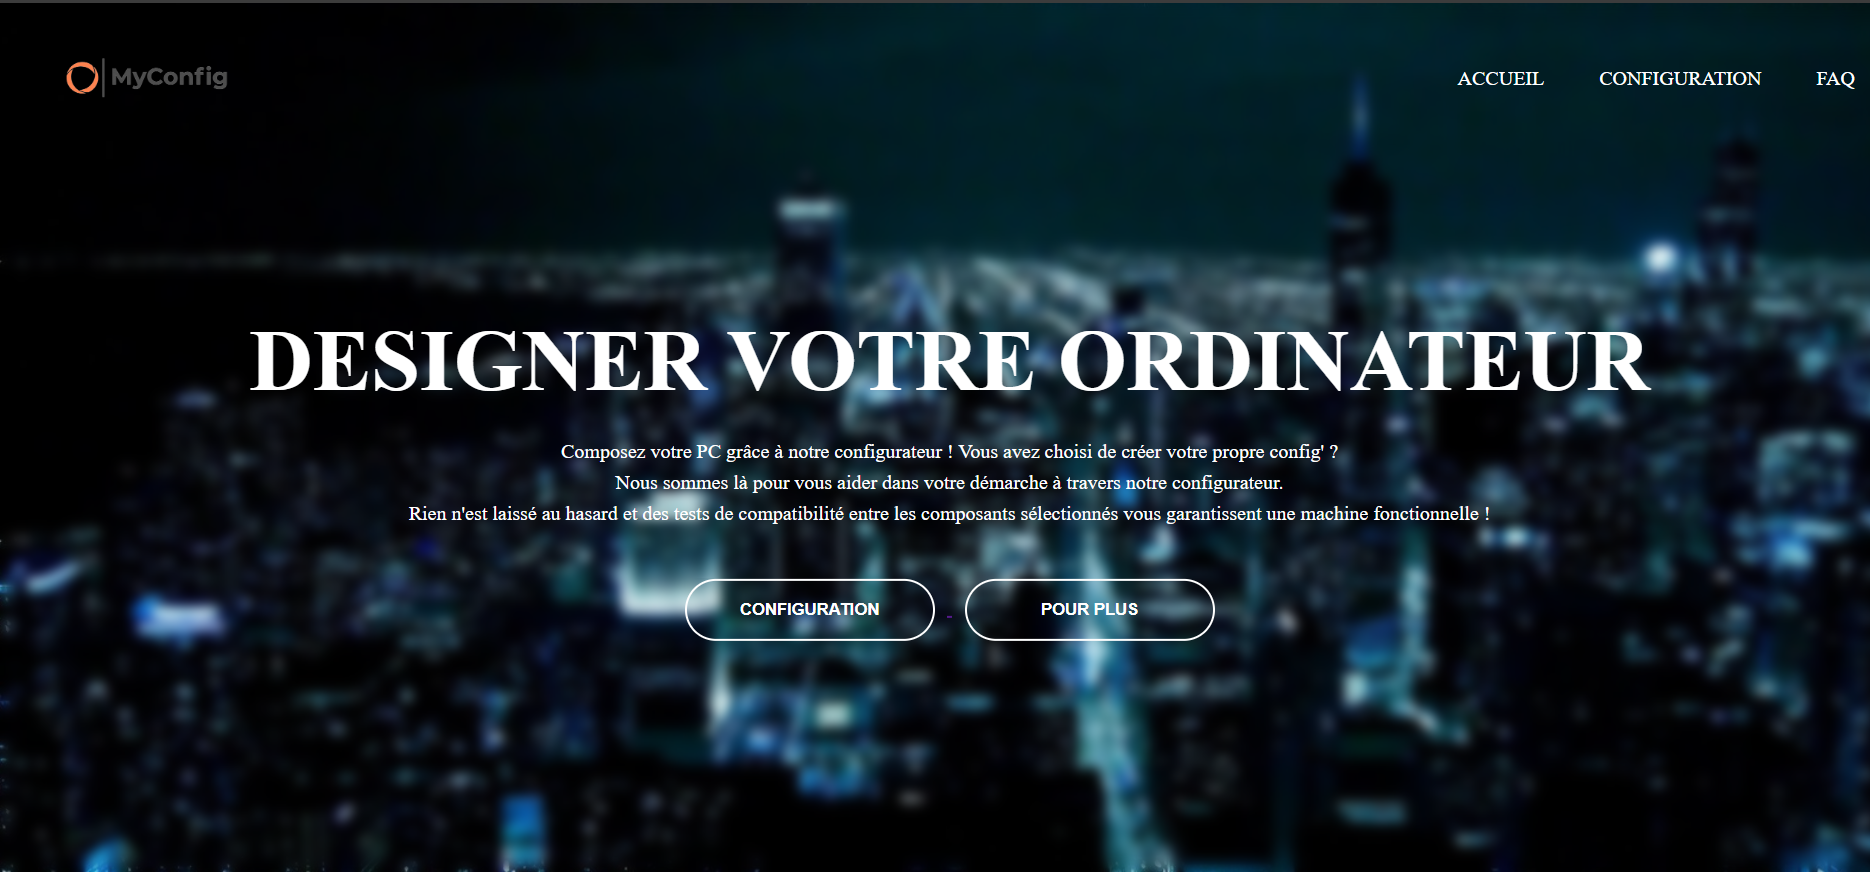 MyConfig
ACCUEIL CONFIGURATION FAQ
DESIGNER VOTRE ORDINATEUR
Composez votre PC grâce à notre configurateur ! Vous avez choisi de créer votre propre config' ?
Nous sommes là pour vous aider dans votre démarche à travers notre configurateur.
Rien n'est laissé au hasard et des tests de compatibilité entre les composants sélectionnés vous garantissent une machine fonctionnelle !
CONFIGURATION POUR PLUS